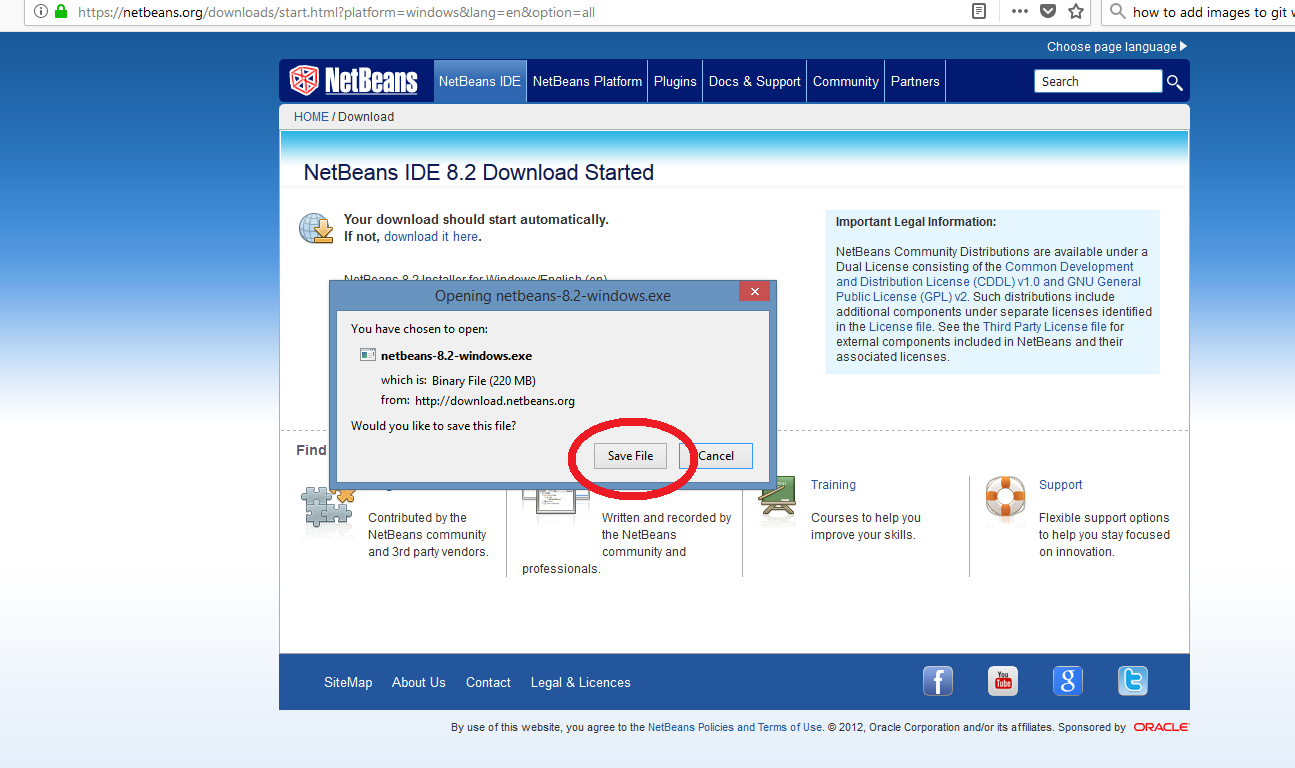 https://netbeans.org/downloads/start.html?platform=windows&lang=en&option=all
how to add images to git w
Choose page language
NetBeans
NetBeans IDE
NetBeans Platform
Plugins
Docs & Support
Community
Partners
Search
HOME / Download
NetBeans IDE 8.2 Download Started
Your download should start automatically.
If not, download it here.
NetBeans 8.2 Installer for Windows/English (en)
Important Legal Information:
NetBeans Community Distributions are available under a
Dual License consisting of the Common Development
and Distribution License (CDDL) v1.0 and GNU General
Public License (GPL) v2. Such distributions include
additional components under separate licenses identified
in the License file. See the Third Party License file for
external components included in NetBeans and their
associated licenses.
Opening netbeans-8.2-windows.exe
You have chosen to open:
netbeans-8.2-windows.exe
which is: Binary File (220 MB)
from: http://download.netbeans.org
Would you like to save this file?
Save File
Cancel
Find
Contributed by the
NetBeans community
and 3rd party vendors.
Written and recorded by
the NetBeans
community and
professionals.
Training
Courses to help you
improve your skills.
Support
Flexible support options
to help you stay focused
on innovation.
SiteMap
About Us
Contact
Legal & Licences
You
Tube
By use of this website, you agree to the NetBeans Policies and Terms of Use. © 2012, Oracle Corporation and/or its affiliates. Sponsored by ORACLE